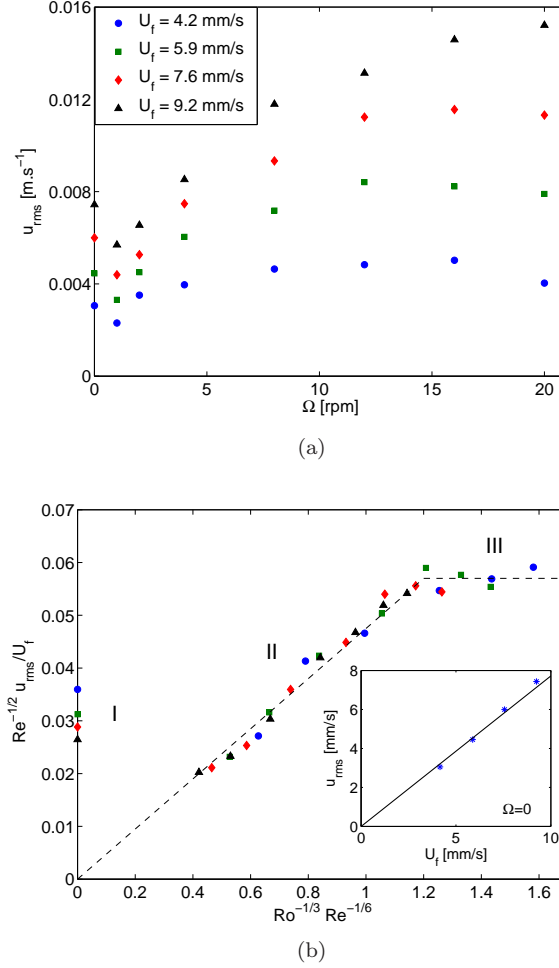 0.016
0.012
0.008
0.004
0
u_rms [m.s⁻¹]
U_f = 4.2 mm/s
U_f = 5.9 mm/s
U_f = 7.6 mm/s
U_f = 9.2 mm/s
0 5 10 15 20
Ω [rpm]
(a)
0.07
0.06
0.05
0.04
0.03
0.02
0.01
0
Re^{-1/2} u_rms/U_f
I
II
III
8
6
4
2
0
u_rms [mm/s]
Ω=0
0 5 10
U_f [mm/s]
0 0.2 0.4 0.6 0.8 1 1.2 1.4 1.6
Ro^{-1/3} Re^{-1/6}
(b)